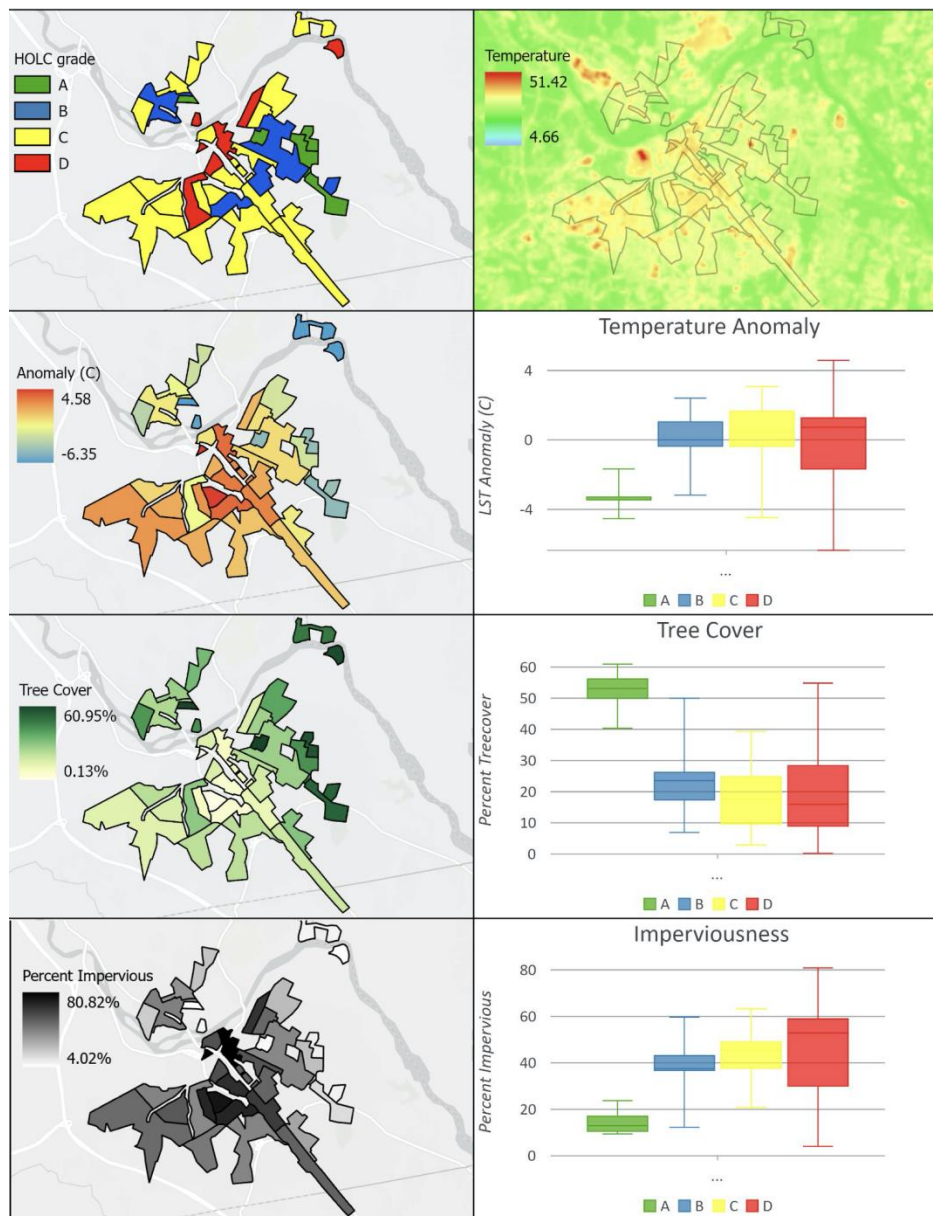 HOLC grade
A
B
C
D
Temperature
51.42
4.66
Anomaly (C)
4.58
-6.35
Temperature Anomaly
LST Anomaly (C)
4
0
-4
...
A B C D
Tree Cover
60.95%
0.13%
Tree Cover
Percent Treecover
60
50
40
30
20
10
0
...
A B C D
Percent Impervious
80.82%
4.02%
Imperviousness
Percent Impervious
80
60
40
20
0
...
A B C D